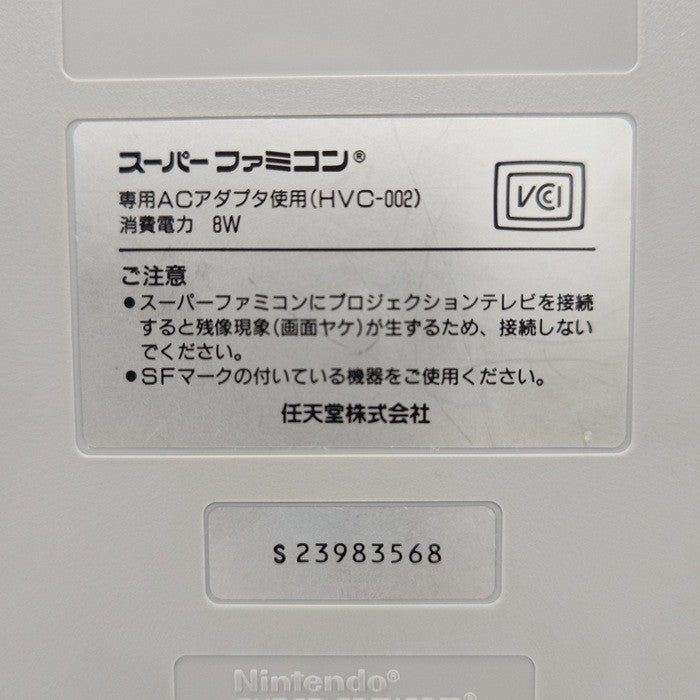 スーパーファミコン®
専用ACアダプタ使用(HVC-002)
消費電力 8W
VCCI
ご注意
●スーパーファミコンにプロジェクションテレビを接続
すると残像現象(画面ヤケ)が生ずるため、接続しない
でください。
●SFマークの付いている機器をご使用ください。
任天堂株式会社
S23983568
Nintendo®